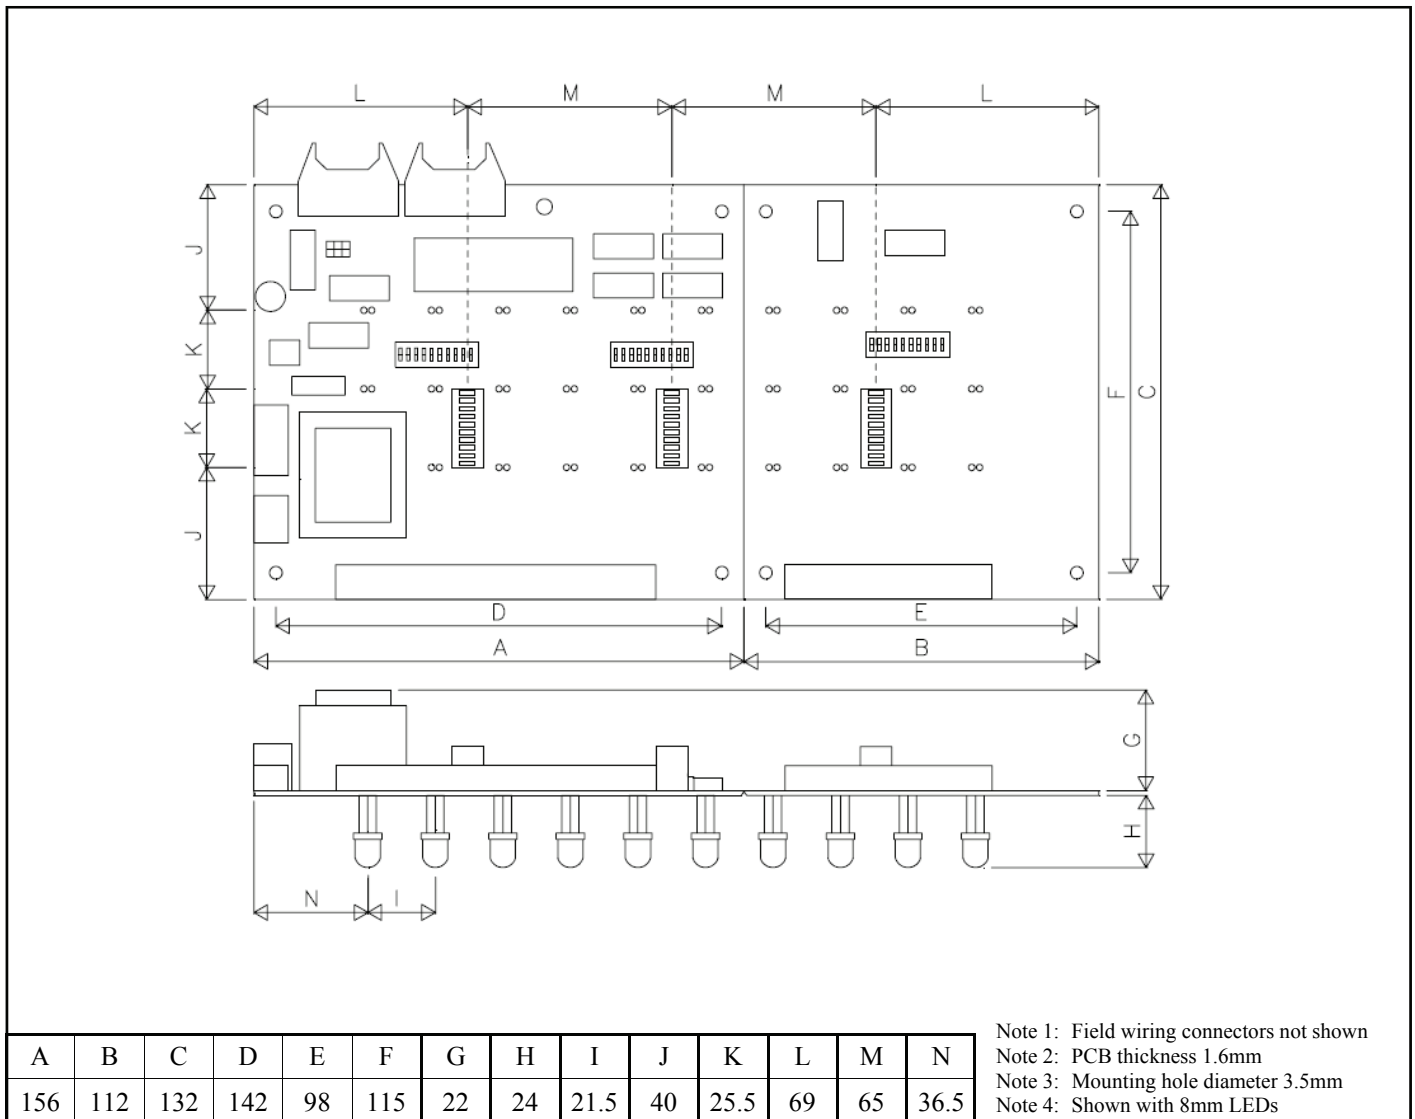 L M M L
J
K
K
J
F
C
D E
A B
G
H
N I
A B C D E F G H I J K L M N
156 112 132 142 98 115 22 24 21.5 40 25.5 69 65 36.5
Note 1: Field wiring connectors not shown
Note 2: PCB thickness 1.6mm
Note 3: Mounting hole diameter 3.5mm
Note 4: Shown with 8mm LEDs